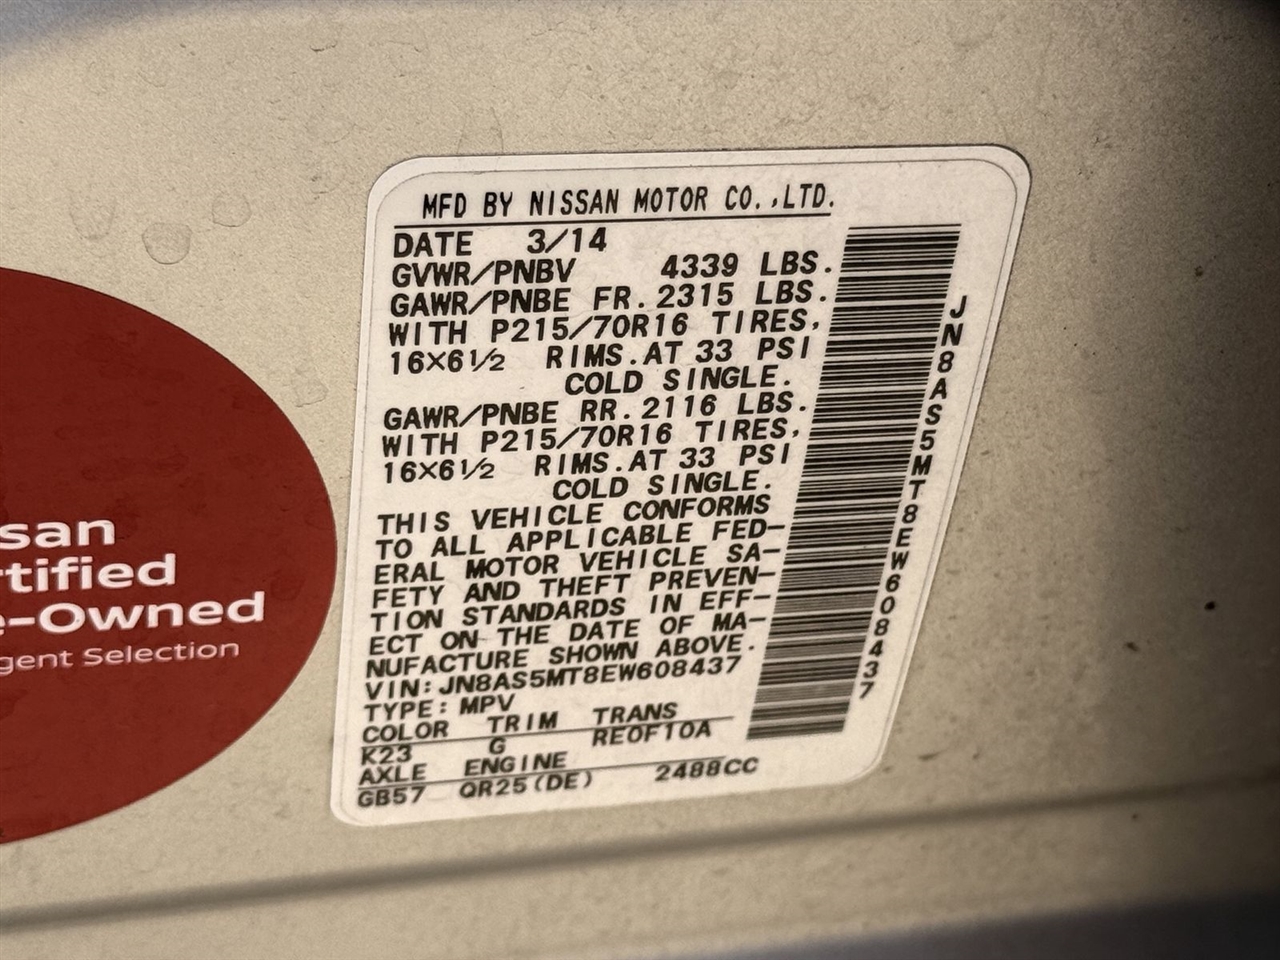 MFD BY NISSAN MOTOR CO.,LTD.
DATE 3/14
GVWR/PNBV 4339 LBS.
GAWR/PNBE FR. 2315 LBS.
WITH P215/70R16 TIRES,
16×6½ RIMS.AT 33 PSI
COLD SINGLE.
GAWR/PNBE RR. 2116 LBS.
WITH P215/70R16 TIRES,
16×6½ RIMS.AT 33 PSI
COLD SINGLE.
THIS VEHICLE CONFORMS
TO ALL APPLICABLE FED-
ERAL MOTOR VEHICLE SA-
FETY AND THEFT PREVEN-
TION STANDARDS IN EFF-
ECT ON THE DATE OF MA-
NUFACTURE SHOWN ABOVE.
VIN:JN8AS5MT8EW608437
TYPE:MPV
COLOR TRIM TRANS
K23 G RE0F10A
AXLE ENGINE
GB57 QR25(DE) 2488CC
JN8AS5MT8EW608437
ssan
rtified
e-Owned
gent Selection